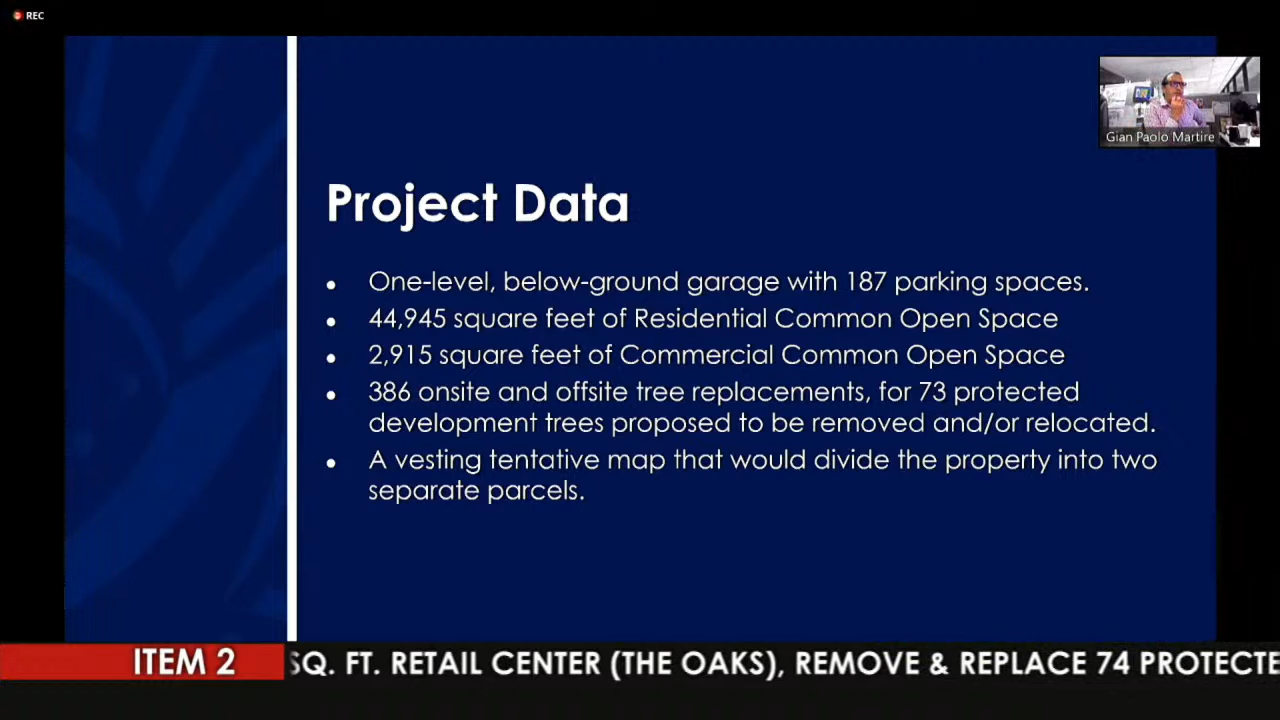 REC
Gian Paolo Martire
Project Data
• One-level, below-ground garage with 187 parking spaces.
• 44,945 square feet of Residential Common Open Space
• 2,915 square feet of Commercial Common Open Space
• 386 onsite and offsite tree replacements, for 73 protected
development trees proposed to be removed and/or relocated.
• A vesting tentative map that would divide the property into two
separate parcels.
ITEM 2
SQ. FT. RETAIL CENTER (THE OAKS), REMOVE & REPLACE 74 PROTECTE